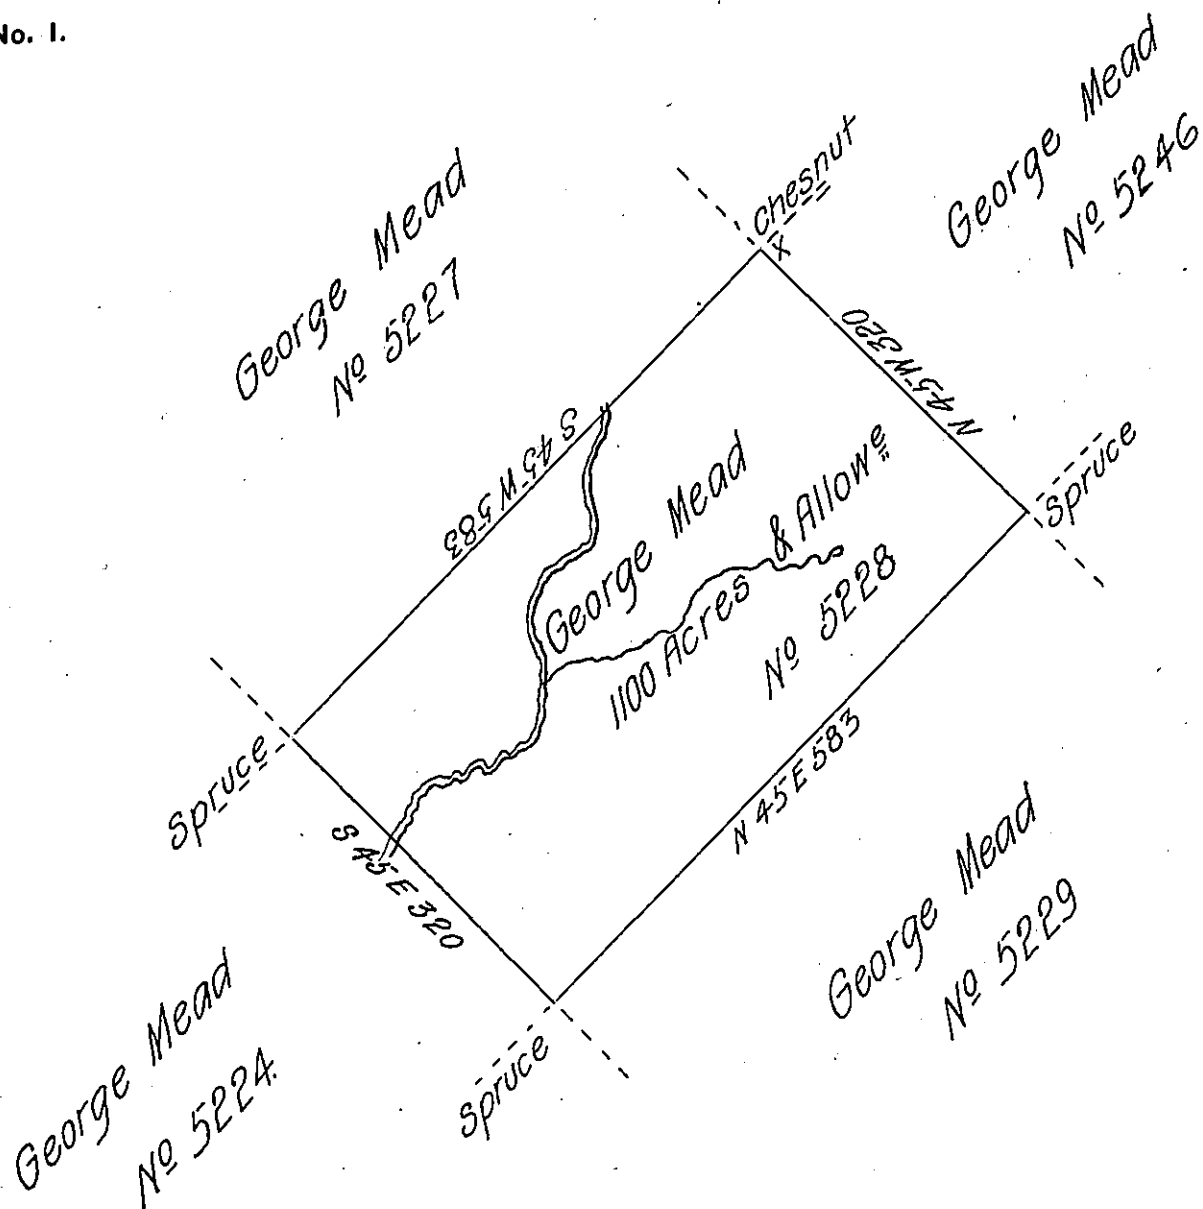 No. 1.
George Mead
No 5227
Chesnut
X
George Mead
No 5246
S 45 W 583
N 45 W 320
Spruce
George Mead
1100 Acres & Allowe
No 5228
Spruce
S 45 E 320
N 45 E 583
George Mead
No 5229
George Mead
No 5224.
Spruce